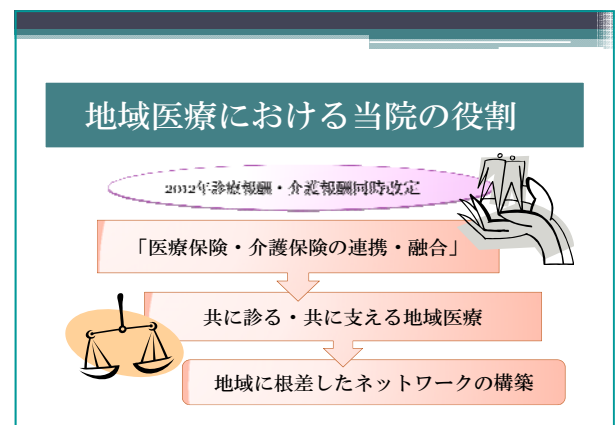 地域医療における当院の役割
2012年診療報酬・介護報酬同時改定
「医療保険・介護保険の連携・融合」
共に診る・共に支える地域医療
地域に根差したネットワークの構築